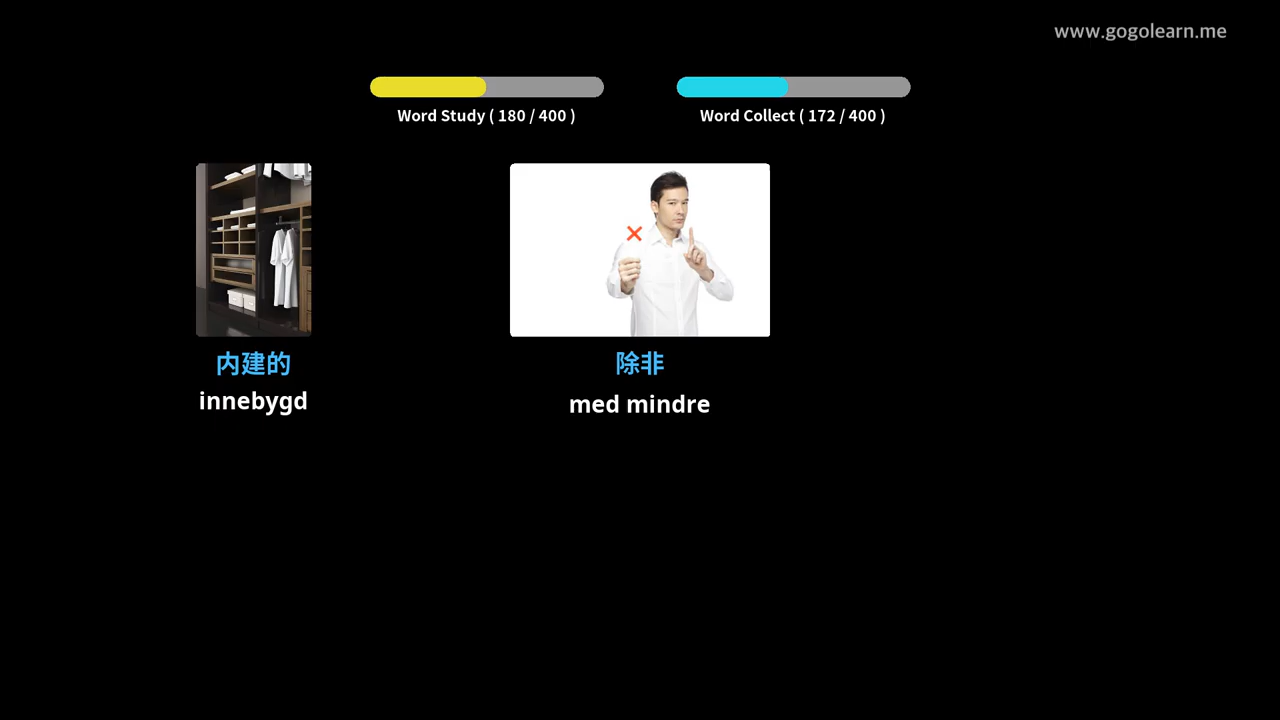 www.gogolearn.me
Word Study ( 180 / 400 )
Word Collect ( 172 / 400 )
内建的
innebygd
除非
med mindre